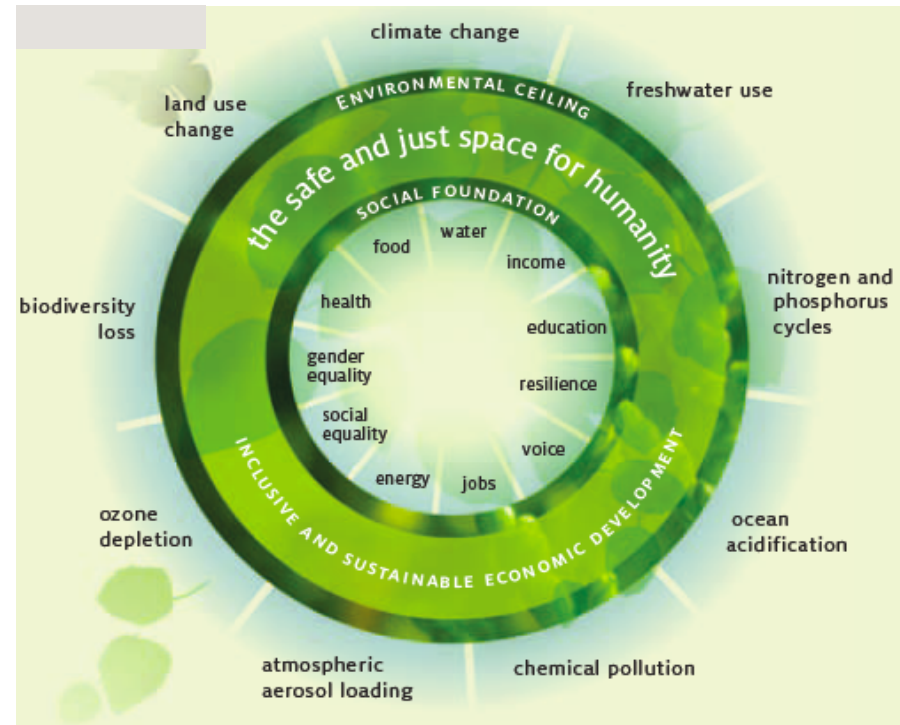 climate change
freshwater use
nitrogen and
phosphorus
cycles
ocean
acidification
chemical pollution
atmospheric
aerosol loading
ozone
depletion
biodiversity
loss
land use
change
ENVIRONMENTAL CEILING
the safe and just space for humanity
SOCIAL FOUNDATION
water
income
education
resilience
voice
jobs
energy
social
equality
gender
equality
health
food
INCLUSIVE AND SUSTAINABLE ECONOMIC DEVELOPMENT